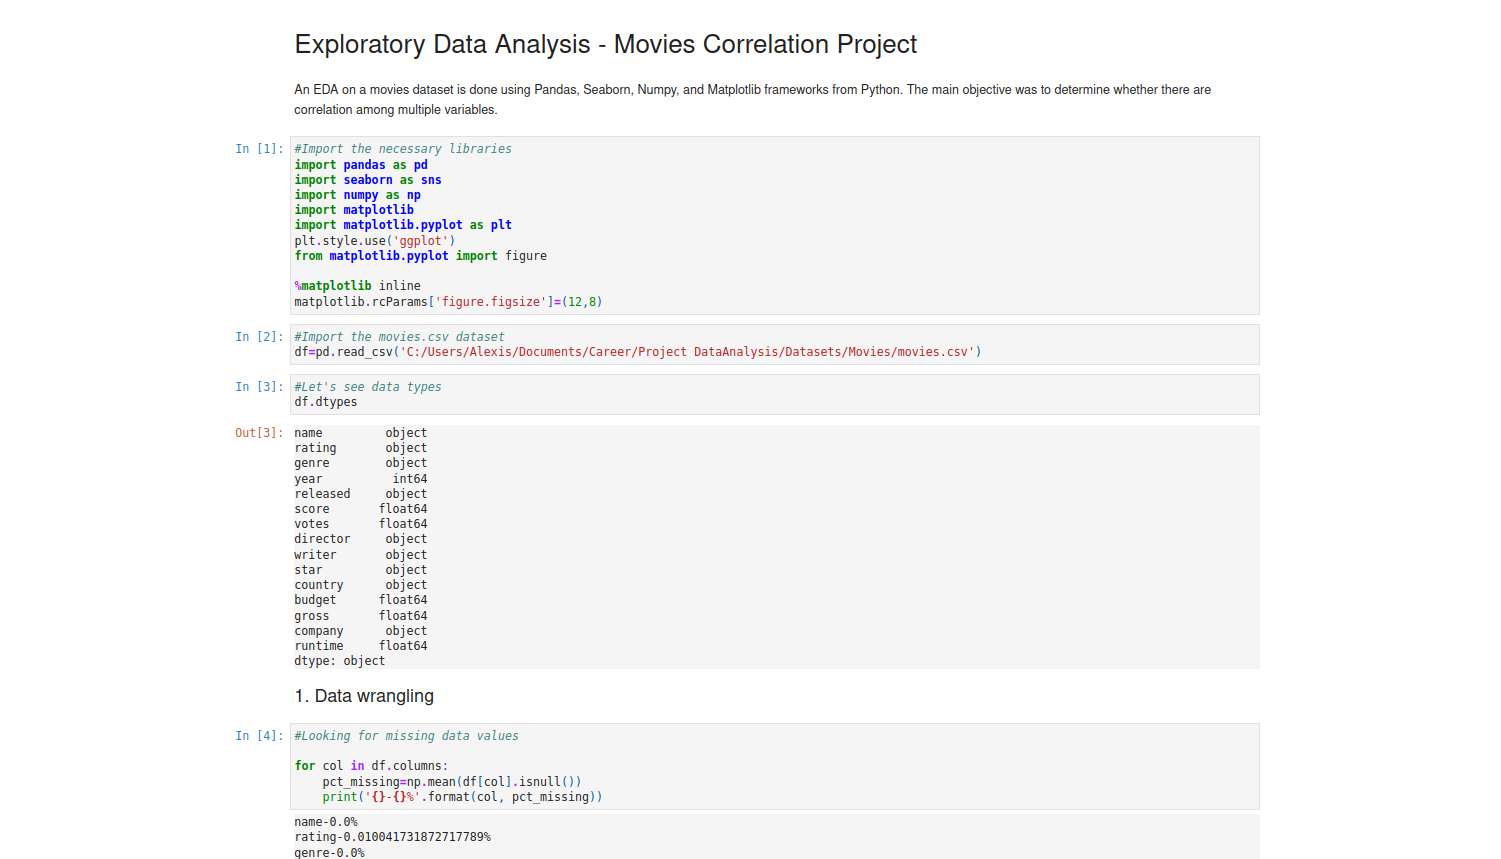 Exploratory Data Analysis - Movies Correlation Project
An EDA on a movies dataset is done using Pandas, Seaborn, Numpy, and Matplotlib frameworks from Python. The main objective was to determine whether there are
correlation among multiple variables.
In [1]: #Import the necessary libraries
import pandas as pd
import seaborn as sns
import numpy as np
import matplotlib
import matplotlib.pyplot as plt
plt.style.use('ggplot')
from matplotlib.pyplot import figure
%matplotlib inline
matplotlib.rcParams['figure.figsize']=(12,8)
In [2]: #Import the movies.csv dataset
df=pd.read_csv('C:/Users/Alexis/Documents/Career/Project DataAnalysis/Datasets/Movies/movies.csv')
In [3]: #Let's see data types
df.dtypes
Out[3]: name object
rating object
genre object
year int64
released object
score float64
votes float64
director object
writer object
star object
country object
budget float64
gross float64
company object
runtime float64
dtype: object
1. Data wrangling
In [4]: #Looking for missing data values
for col in df.columns:
    pct_missing=np.mean(df[col].isnull())
    print('{}-{}%'.format(col, pct_missing))
name-0.0%
rating-0.010041731872717789%
genre-0.0%